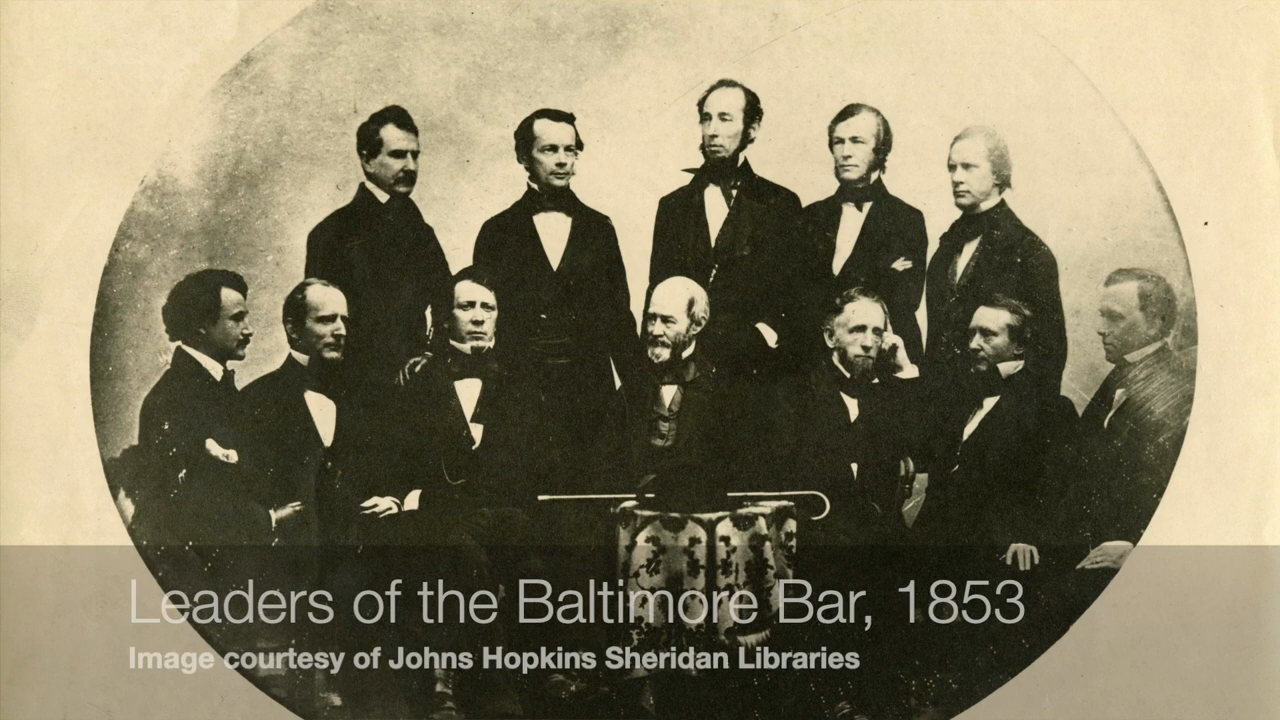 Leaders of the Baltimore Bar, 1853
Image courtesy of Johns Hopkins Sheridan Libraries